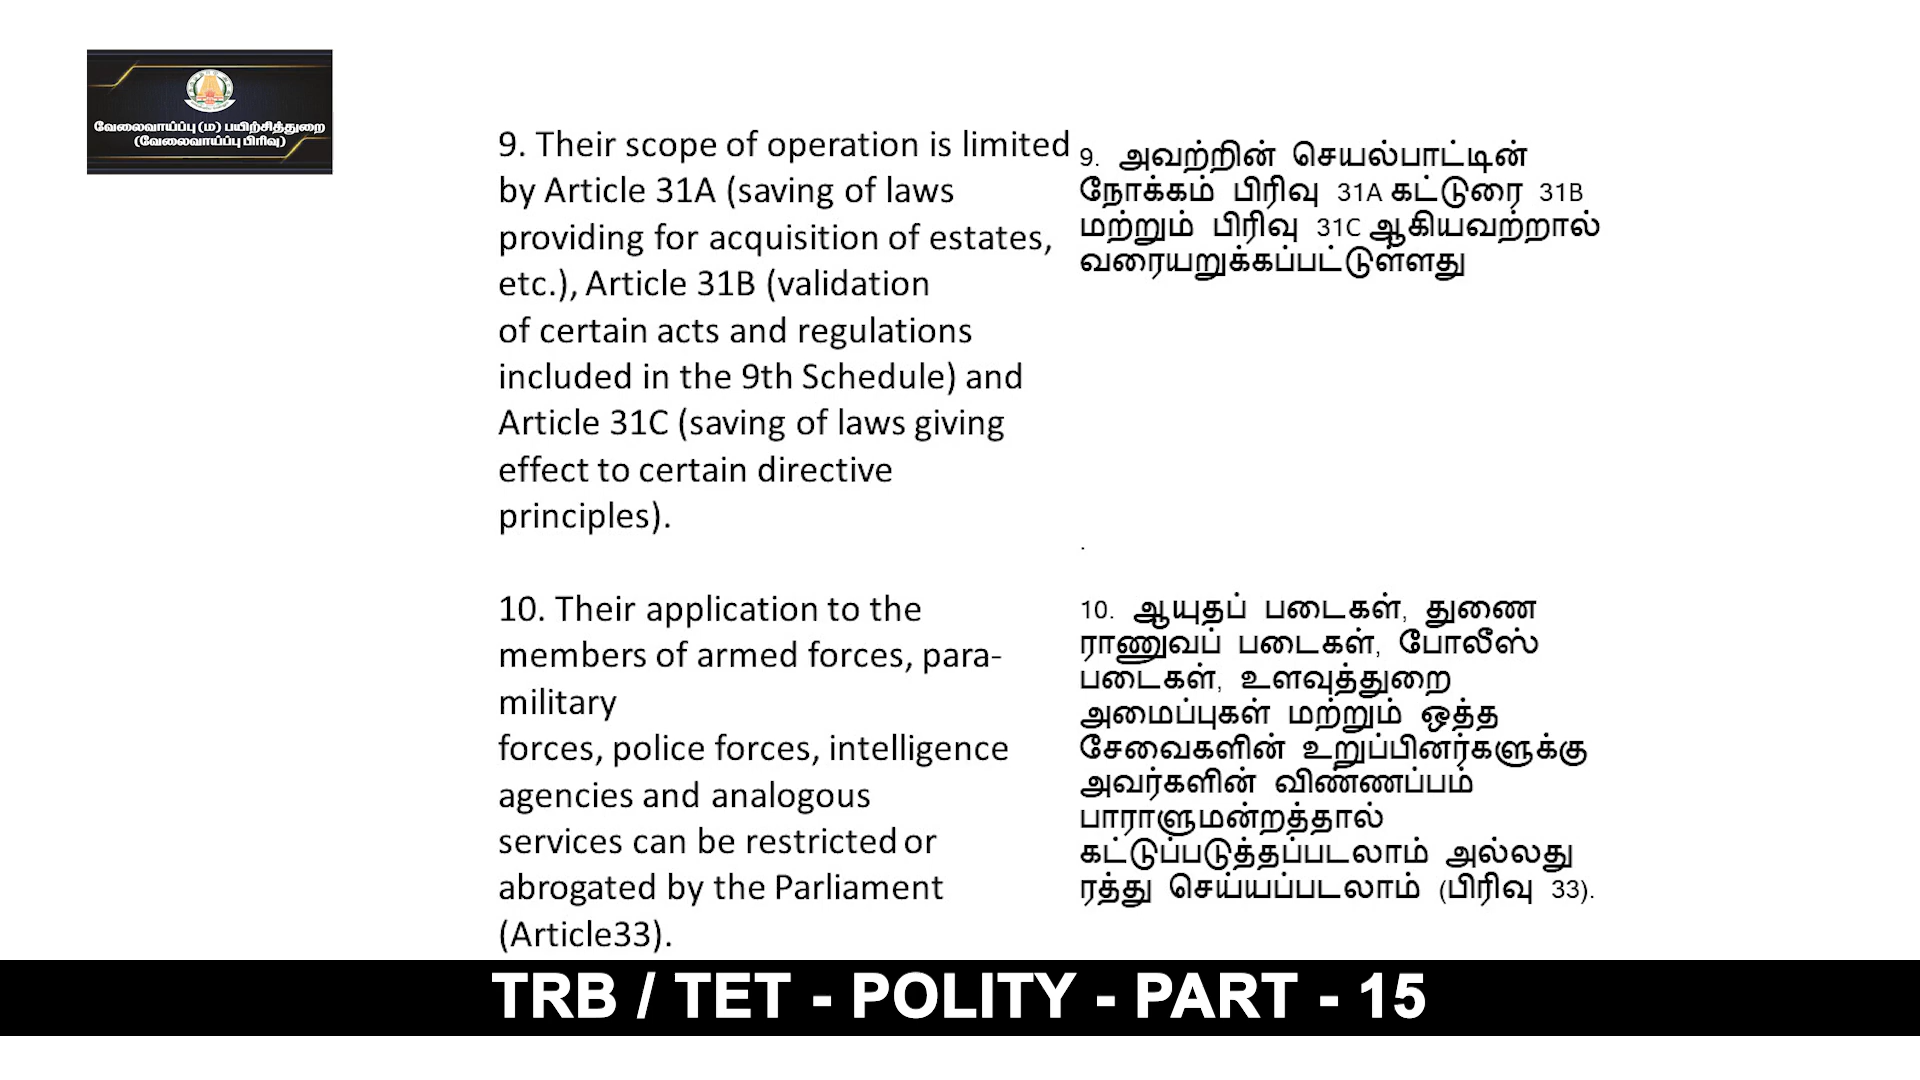 வேலைவாய்ப்பு (ம) பயிற்சித்துறை
(வேலைவாய்ப்பு பிரிவு)
9. Their scope of operation is limited
by Article 31A (saving of laws
providing for acquisition of estates,
etc.), Article 31B (validation
of certain acts and regulations
included in the 9th Schedule) and
Article 31C (saving of laws giving
effect to certain directive
principles).
10. Their application to the
members of armed forces, para-
military
forces, police forces, intelligence
agencies and analogous
services can be restricted or
abrogated by the Parliament
(Article33).
9. அவற்றின் செயல்பாட்டின்
நோக்கம் பிரிவு 31A கட்டுரை 31B
மற்றும் பிரிவு 31C ஆகியவற்றால்
வரையறுக்கப்பட்டுள்ளது
.
10. ஆயுதப் படைகள், துணை
ராணுவப் படைகள், போலீஸ்
படைகள், உளவுத்துறை
அமைப்புகள் மற்றும் ஒத்த
சேவைகளின் உறுப்பினர்களுக்கு
அவர்களின் விண்ணப்பம்
பாராளுமன்றத்தால்
கட்டுப்படுத்தப்படலாம் அல்லது
ரத்து செய்யப்படலாம் (பிரிவு 33).
TRB / TET - POLITY - PART - 15